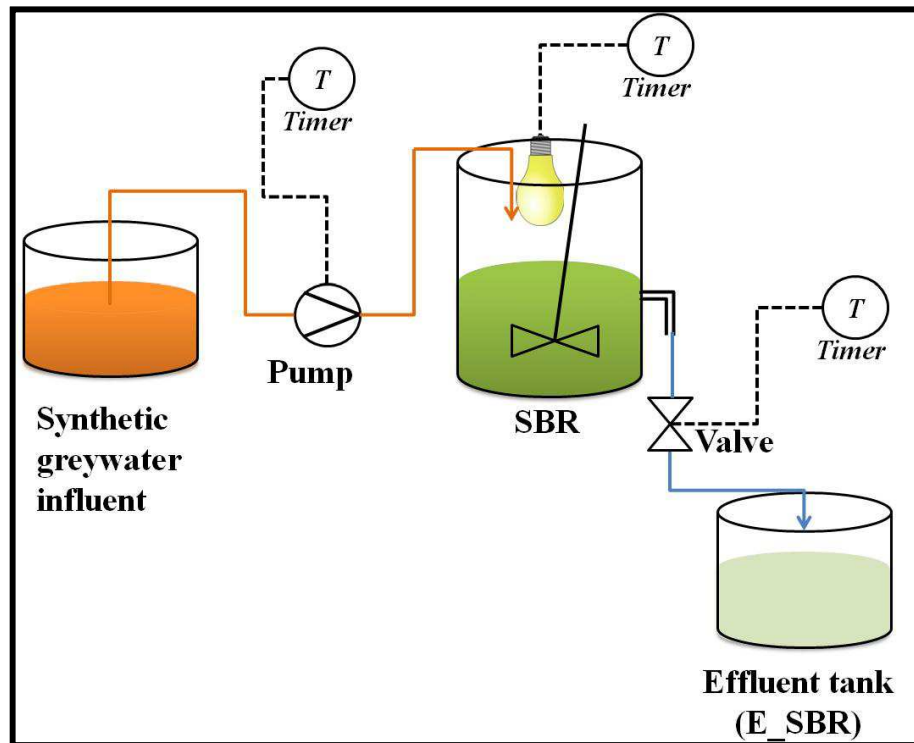 T
Timer
T
Timer
T
Timer
Pump
SBR
Valve
Synthetic
greywater
influent
Effluent tank
(E_SBR)